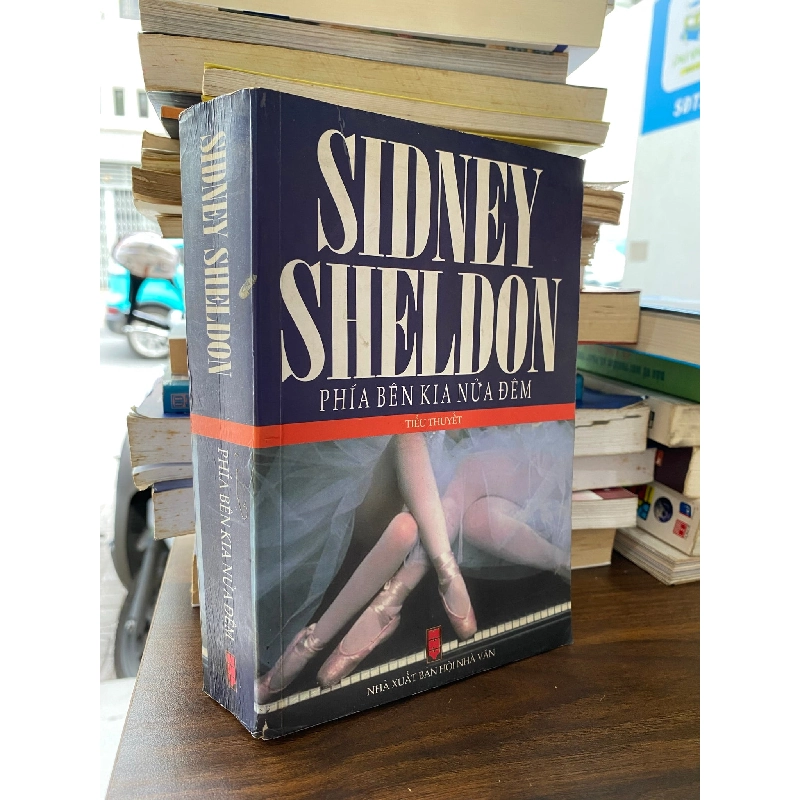 SIDNEY
SHELDON
PHÍA BÊN KIA NỬA ĐÊM
TIỂU THUYẾT
NHÀ XUẤT BẢN HỘI NHÀ VĂN
SIDNEY SHELDON
PHÍA BÊN KIA NỬA ĐÊM